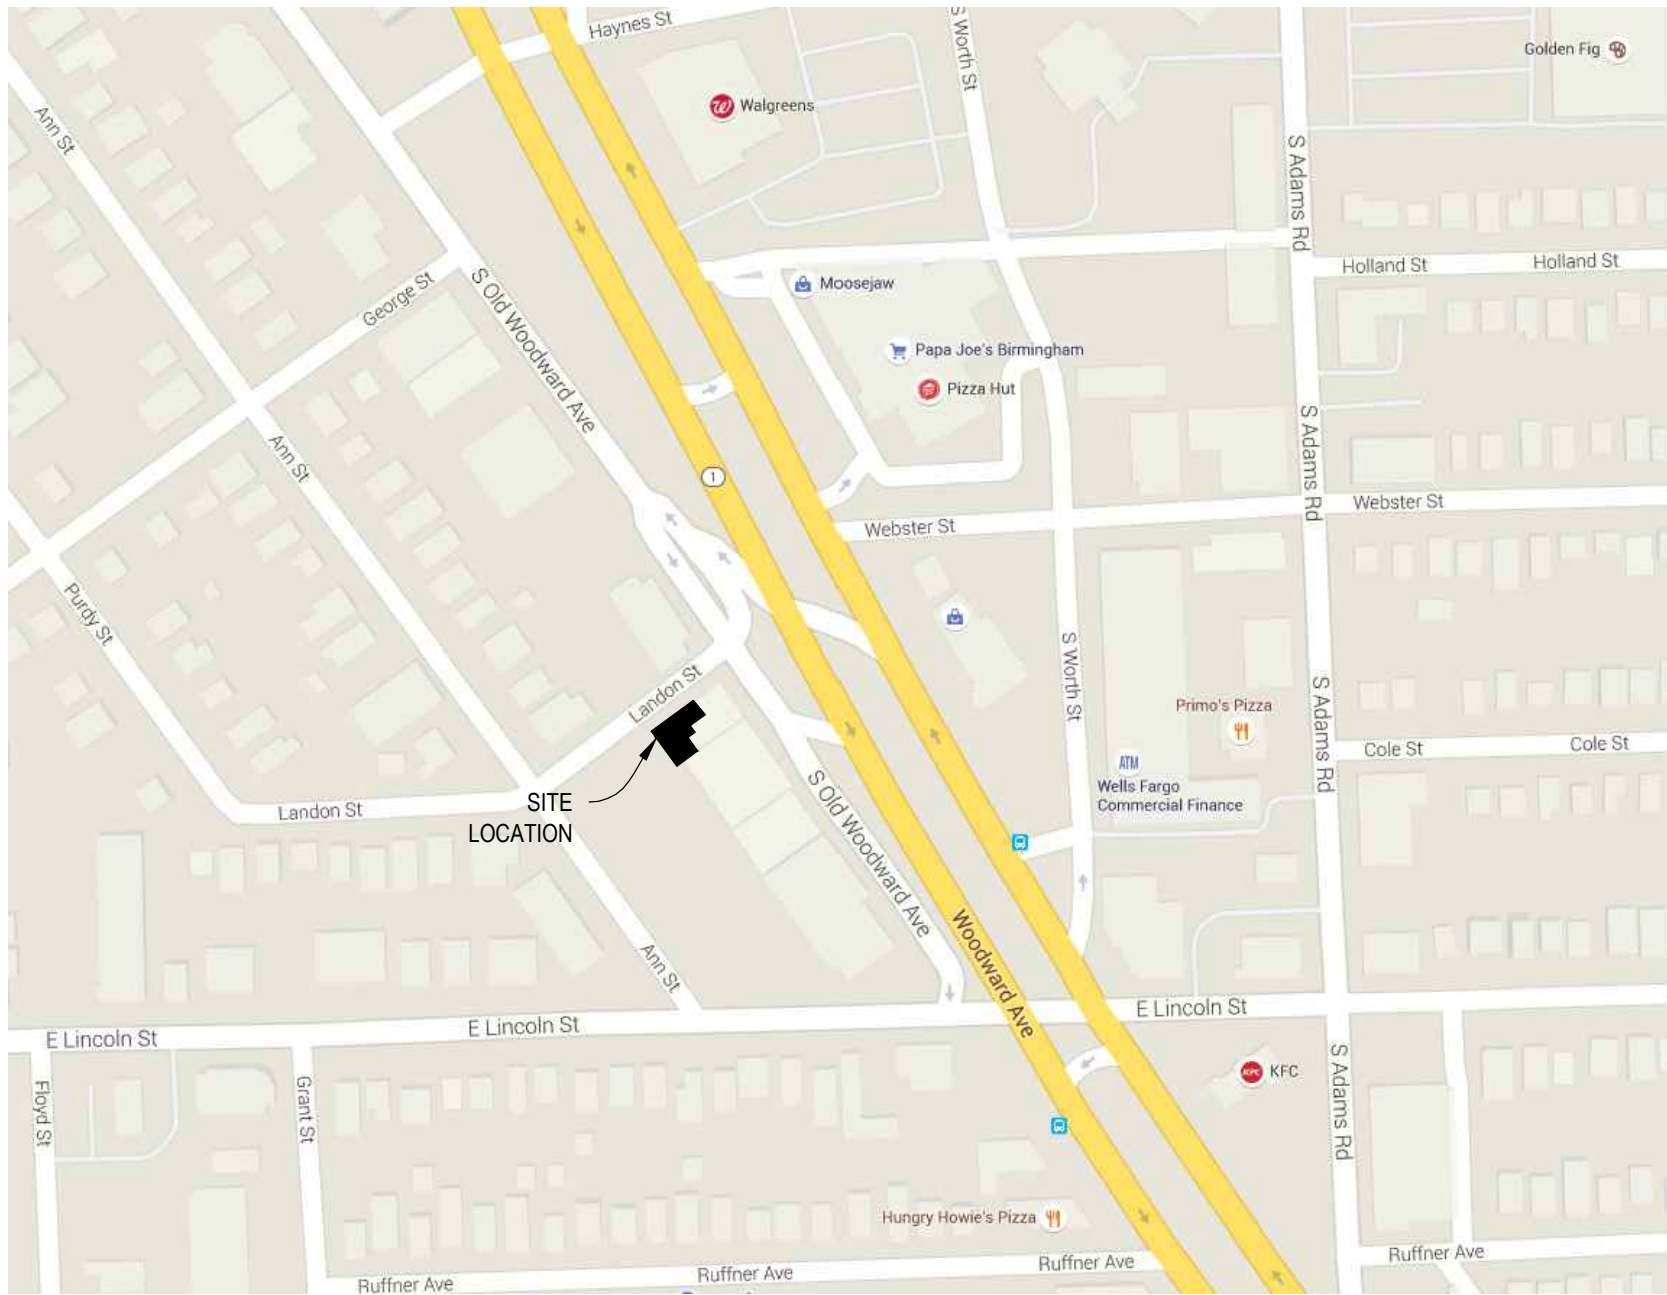 Haynes St
S Worth St
Golden Fig
Walgreens
Ann St
S Adams Rd
Holland St
Holland St
George St
S Old Woodward Ave
Moosejaw
Papa Joe's Birmingham
Pizza Hut
Ann St
S Adams Rd
1
Webster St
Webster St
Purdy St
Landon St
S Worth St
S Adams Rd
Primo's Pizza
Cole St
Cole St
ATM
Wells Fargo
Commercial Finance
SITE
LOCATION
Landon St
S Old Woodward Ave
Woodward Ave
Ann St
E Lincoln St
E Lincoln St
E Lincoln St
KFC
KFC
Floyd St
Grant St
S Adams Rd
Hungry Howie's Pizza
Ruffner Ave
Ruffner Ave
Ruffner Ave
Ruffner Ave